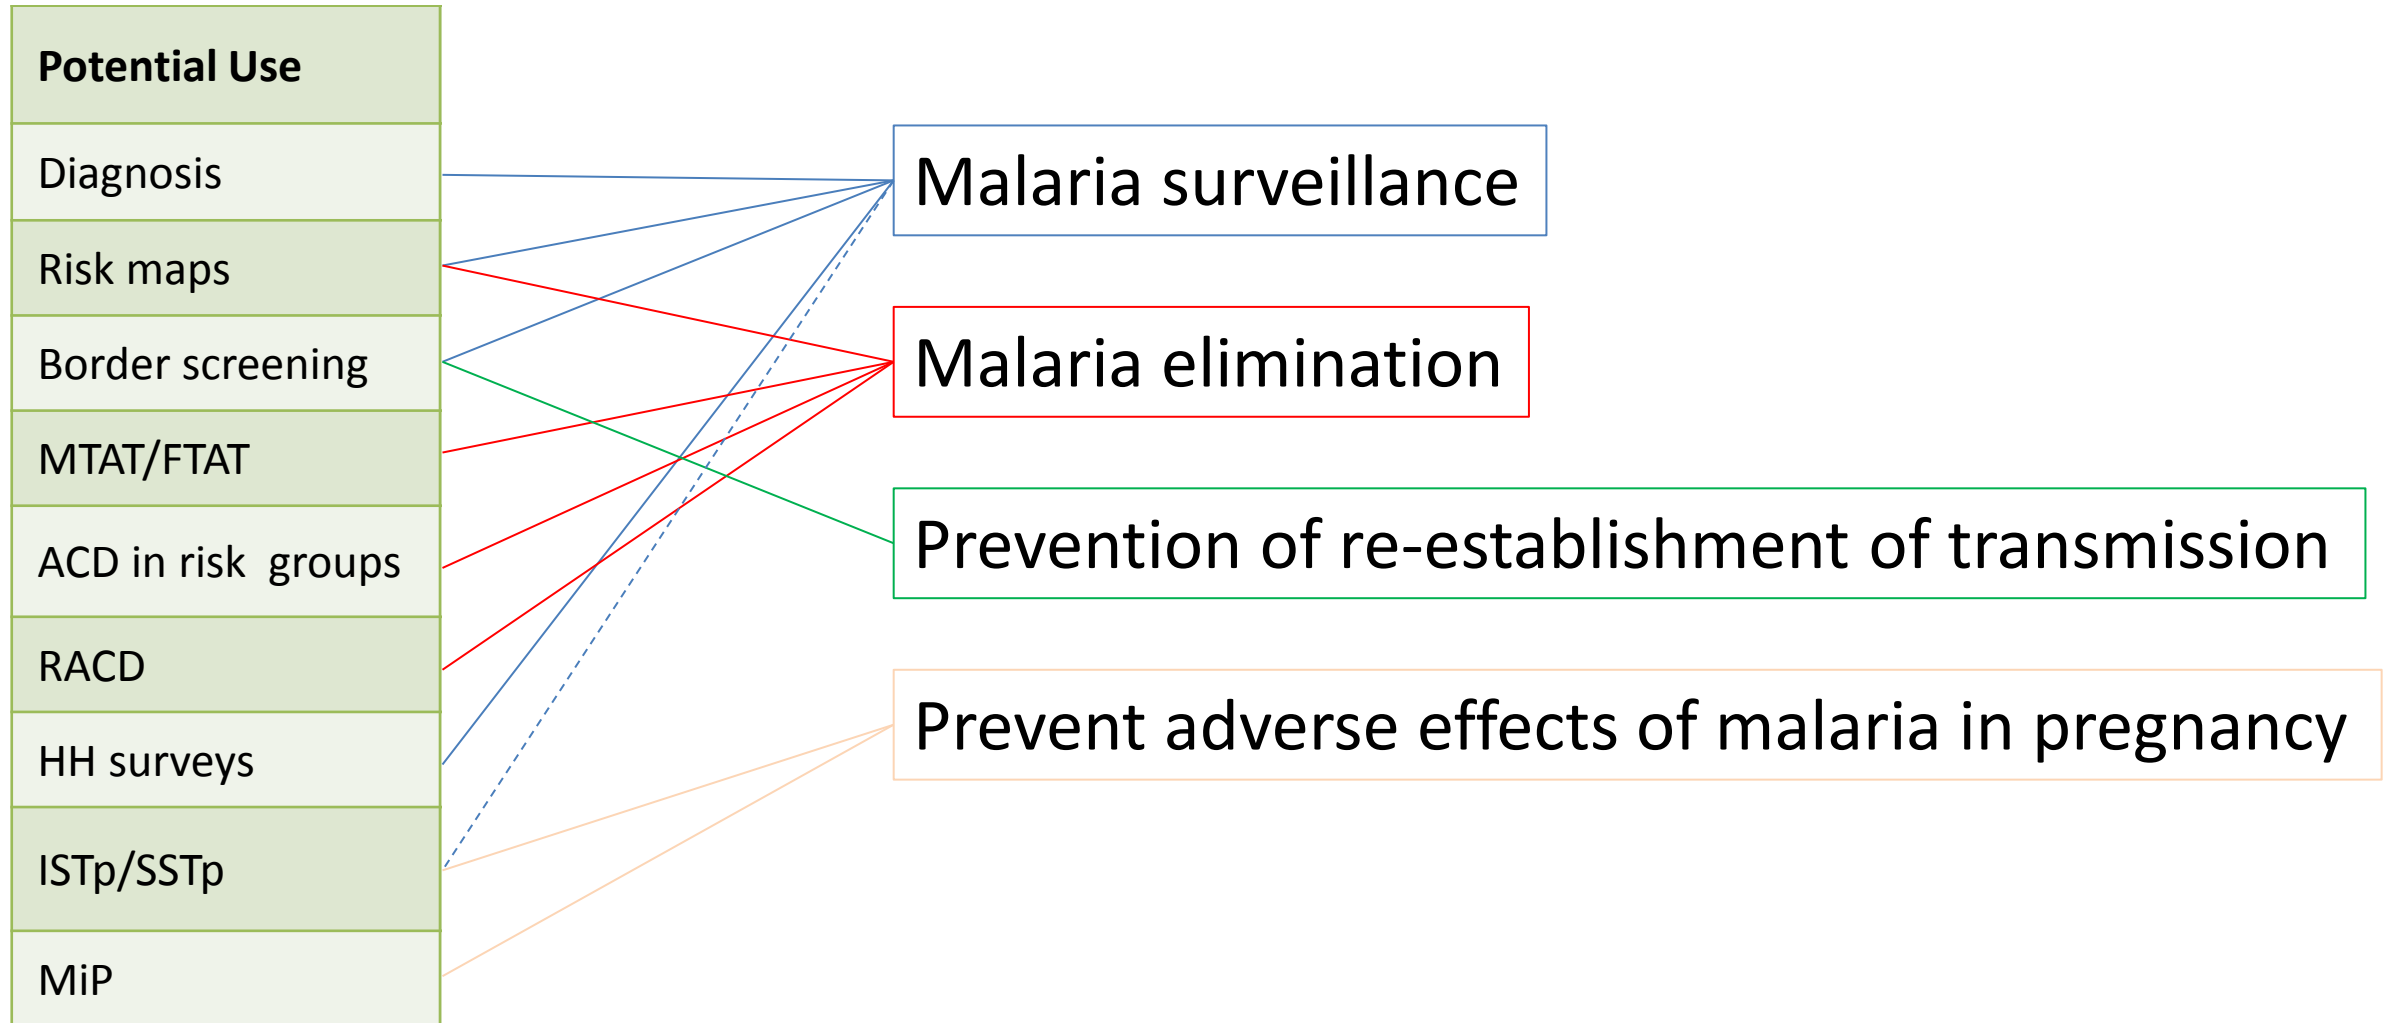 Potential Use
Diagnosis
Risk maps
Border screening
MTAT/FTAT
ACD in risk groups
RACD
HH surveys
ISTp/SSTp
MiP
Malaria surveillance
Malaria elimination
Prevention of re-establishment of transmission
Prevent adverse effects of malaria in pregnancy